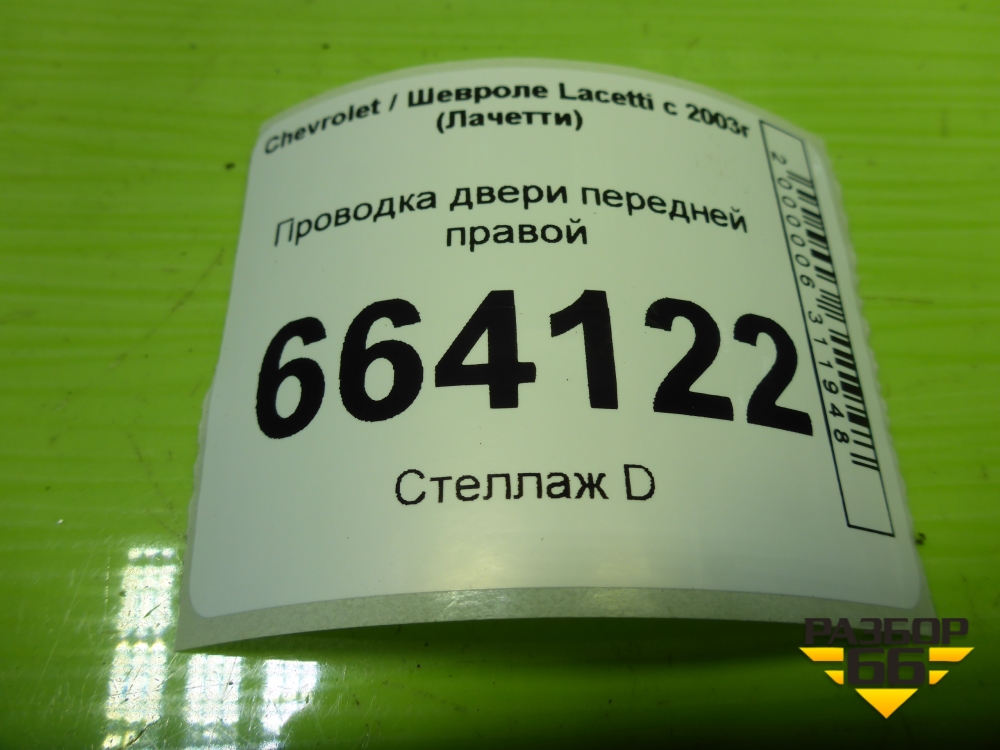 Chevrolet / Шевроле Lacetti с 2003г
(Лачетти)
Проводка двери передней
правой
664122
Стеллаж D
2000006311948
РАЗБОР
66